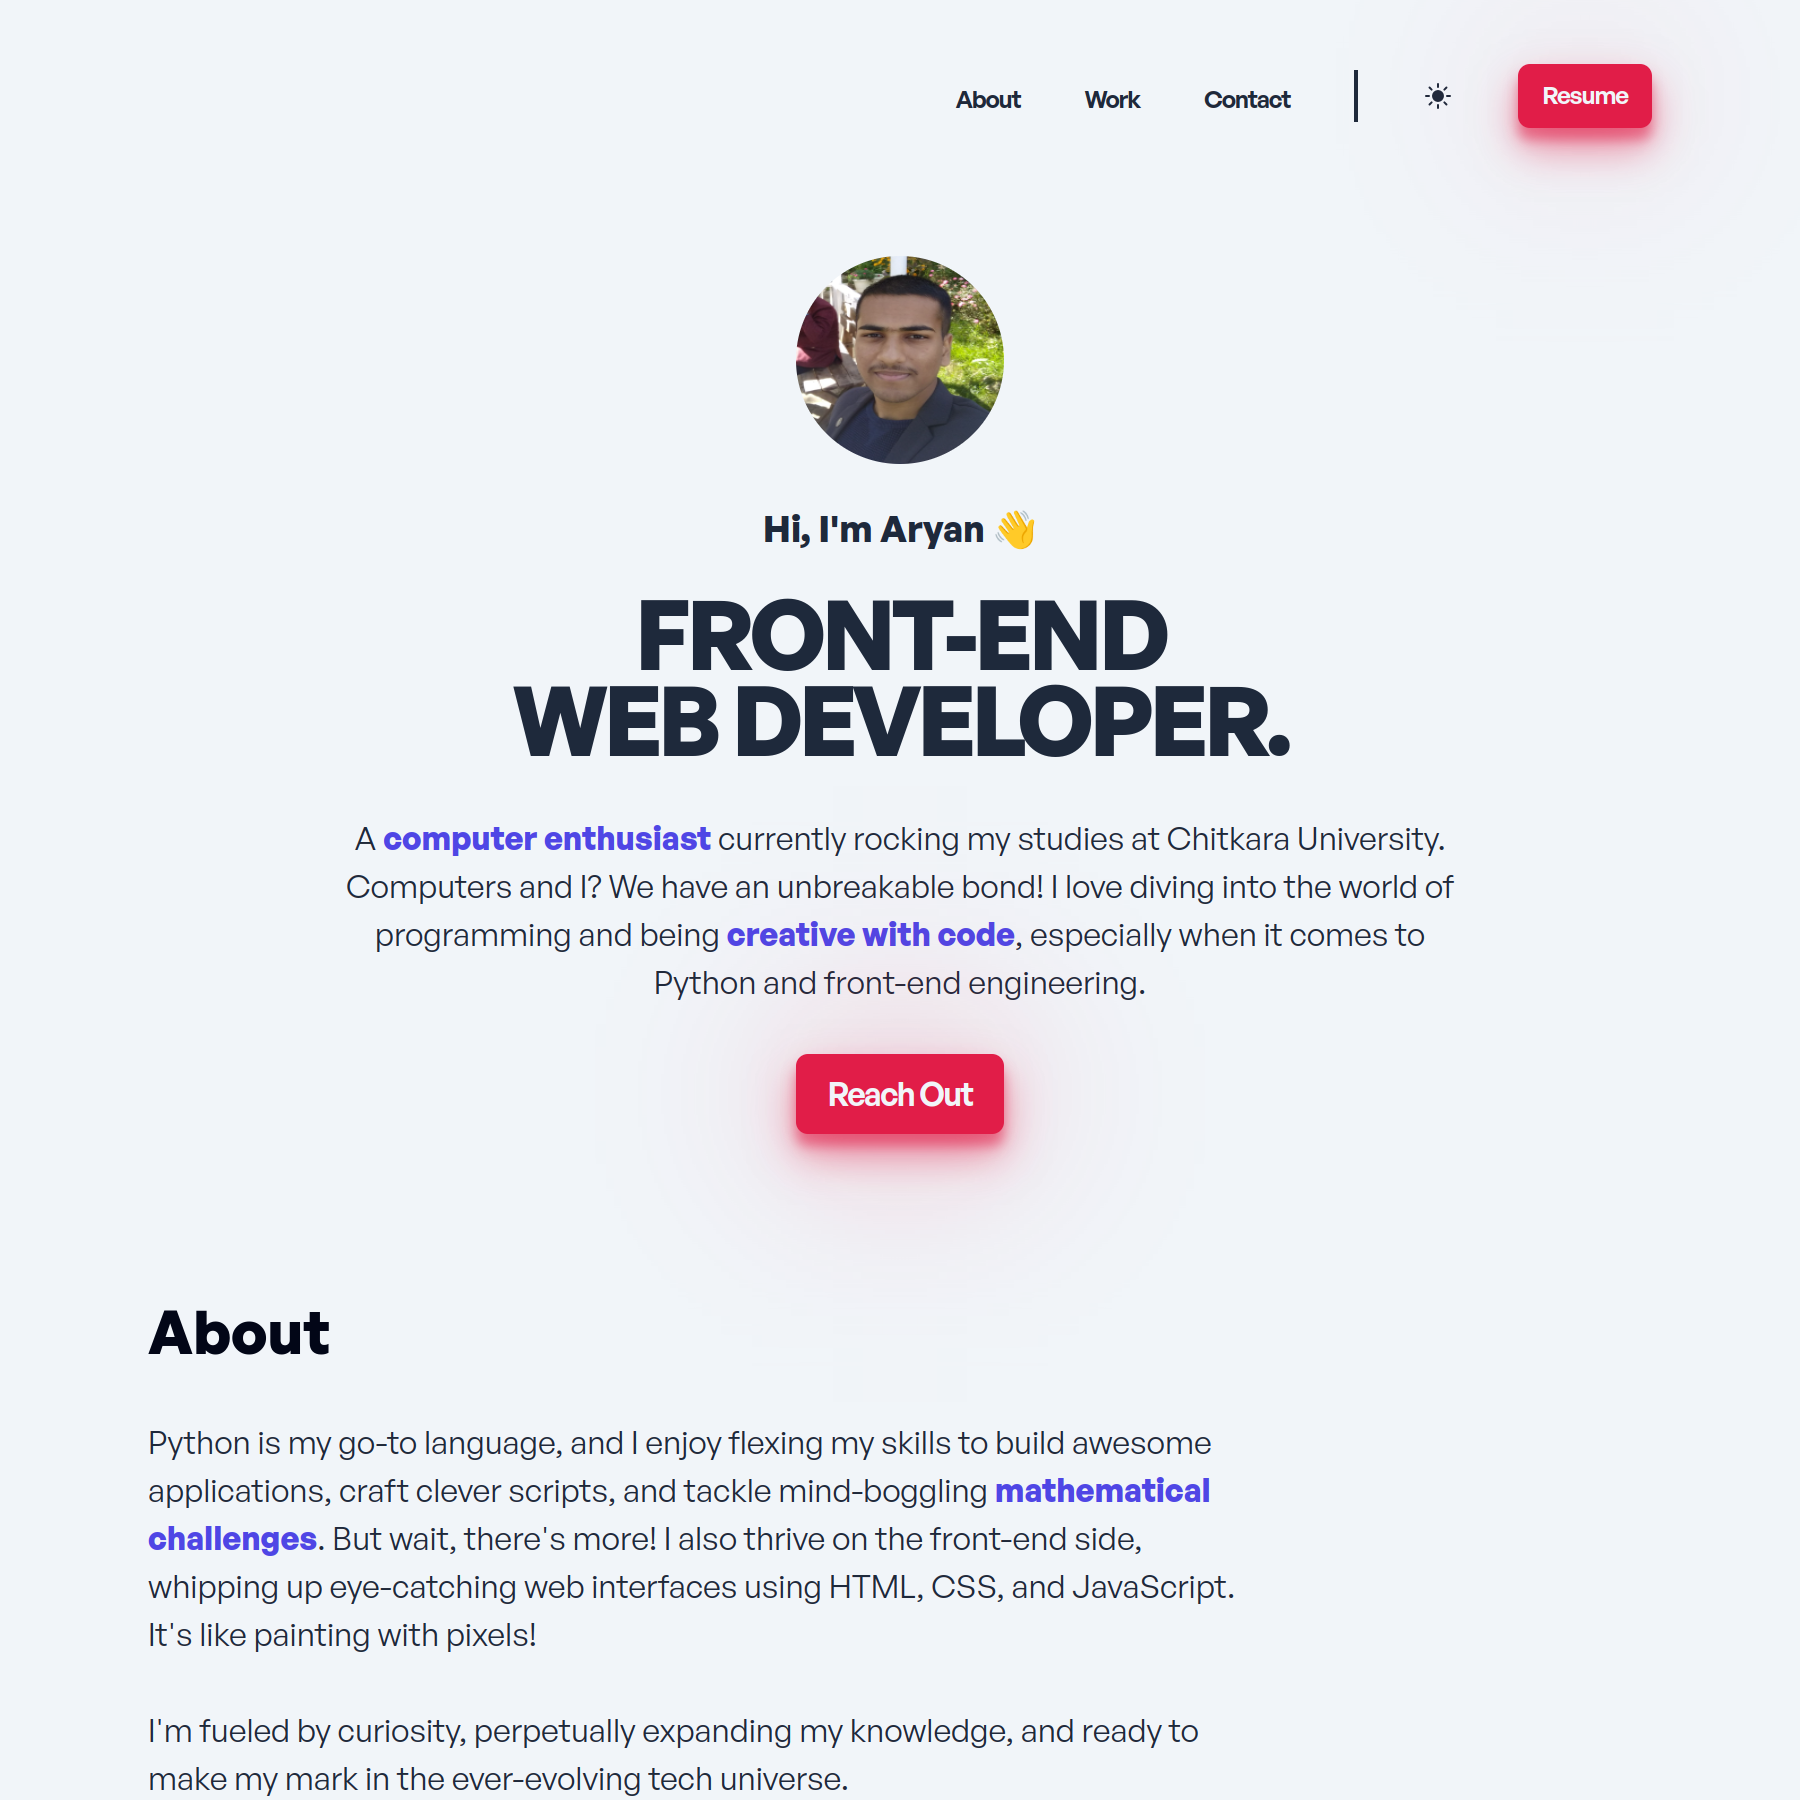 About Work Contact Resume
Hi, I'm Aryan 👋
FRONT-END
WEB DEVELOPER.
A computer enthusiast currently rocking my studies at Chitkara University.
Computers and I? We have an unbreakable bond! I love diving into the world of
programming and being creative with code, especially when it comes to
Python and front-end engineering.
Reach Out
About
Python is my go-to language, and I enjoy flexing my skills to build awesome
applications, craft clever scripts, and tackle mind-boggling mathematical
challenges. But wait, there's more! I also thrive on the front-end side,
whipping up eye-catching web interfaces using HTML, CSS, and JavaScript.
It's like painting with pixels!
I'm fueled by curiosity, perpetually expanding my knowledge, and ready to
make my mark in the ever-evolving tech universe.